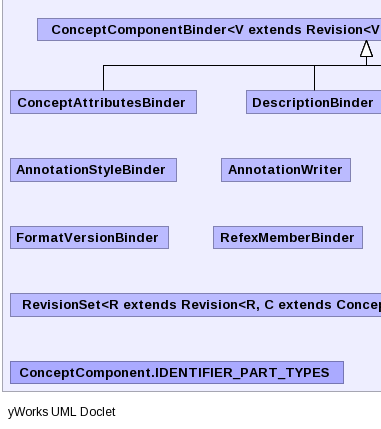 ConceptComponentBinder<V extends Revision<V
ConceptAttributesBinder DescriptionBinder
AnnotationStyleBinder AnnotationWriter
FormatVersionBinder RefexMemberBinder
RevisionSet<R extends Revision<R, C extends Concep
ConceptComponent.IDENTIFIER_PART_TYPES
yWorks UML Doclet